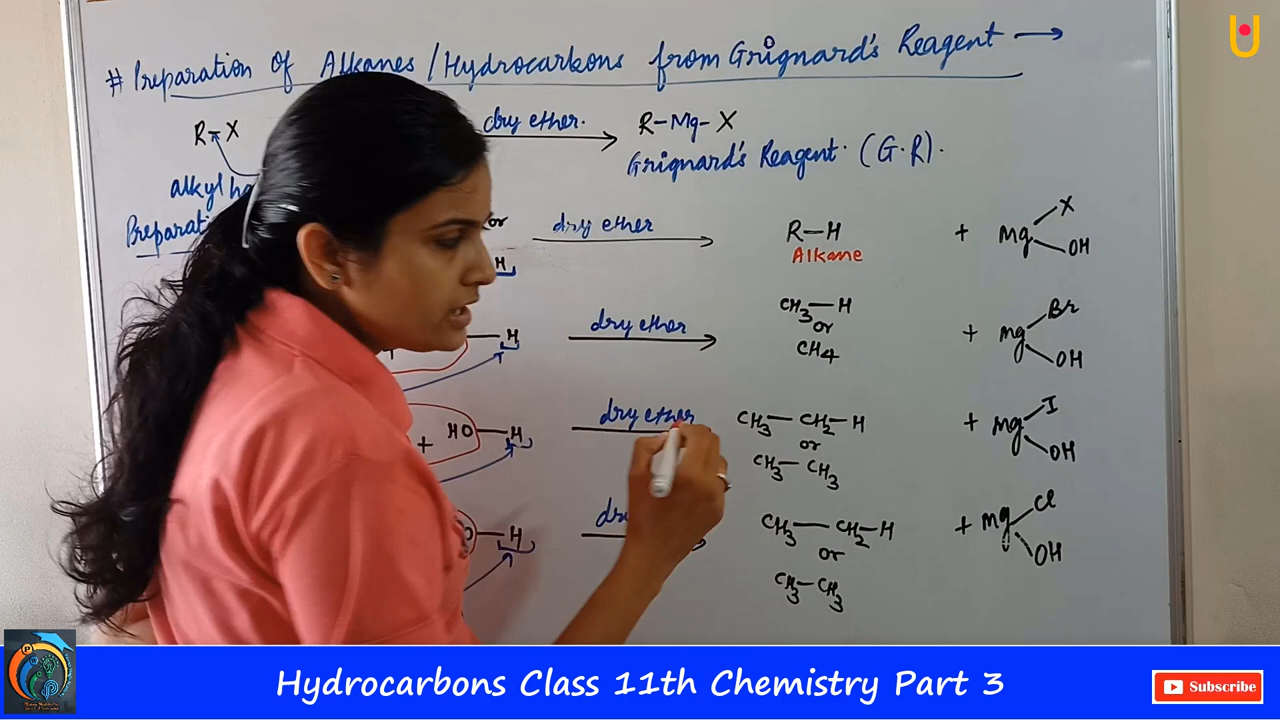 # Preparation of Alkanes/Hydrocarbons from Grignard's Reagent →
R-X dry ether. R-Mg-X
alkyl Grignard's Reagent. (G.R).
or dry ether R-H + Mg X OH
H Alkane
H dry ether CH3-H + Mg Br OH
or
CH4
+ HO-H dry ether CH3-CH2-H + Mg I OH
or
CH3-CH3
H CH3-CH2-H + Mg Cl OH
or
CH3-CH3
Hydrocarbons Class 11th Chemistry Part 3
Subscribe